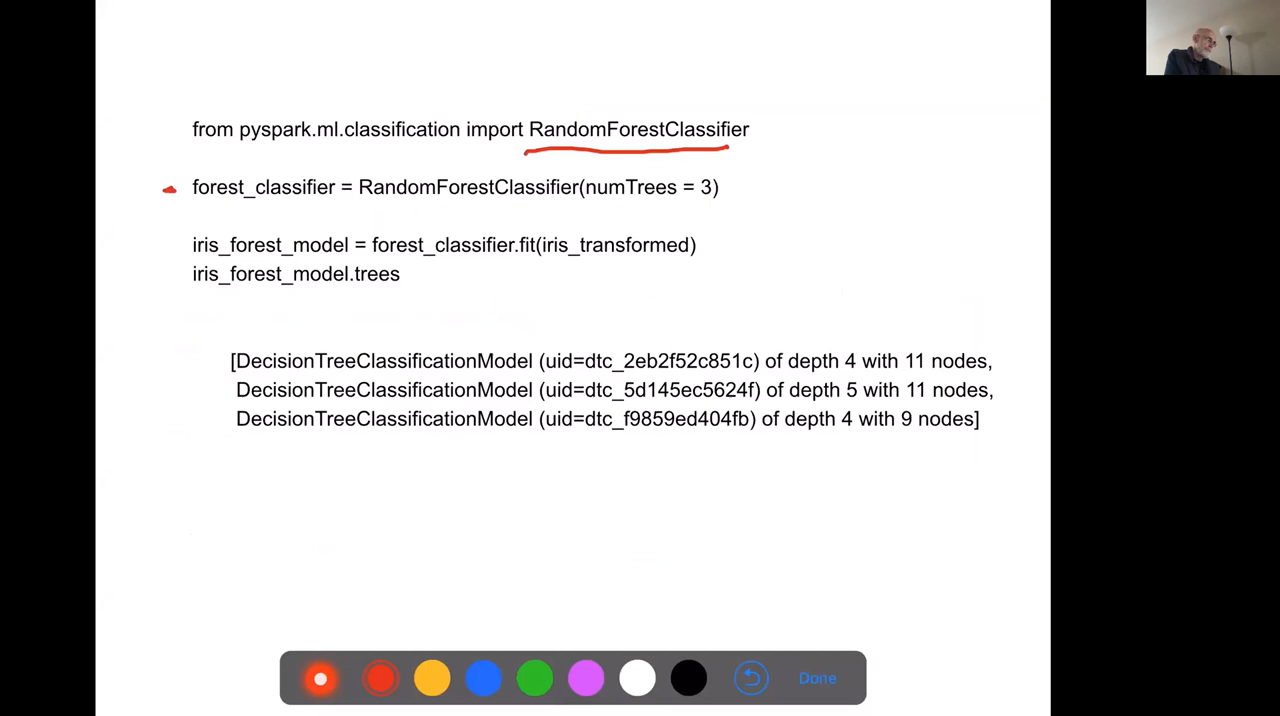 from pyspark.ml.classification import RandomForestClassifier
forest_classifier = RandomForestClassifier(numTrees = 3)
iris_forest_model = forest_classifier.fit(iris_transformed)
iris_forest_model.trees
[DecisionTreeClassificationModel (uid=dtc_2eb2f52c851c) of depth 4 with 11 nodes,
DecisionTreeClassificationModel (uid=dtc_5d145ec5624f) of depth 5 with 11 nodes,
DecisionTreeClassificationModel (uid=dtc_f9859ed404fb) of depth 4 with 9 nodes]
Done